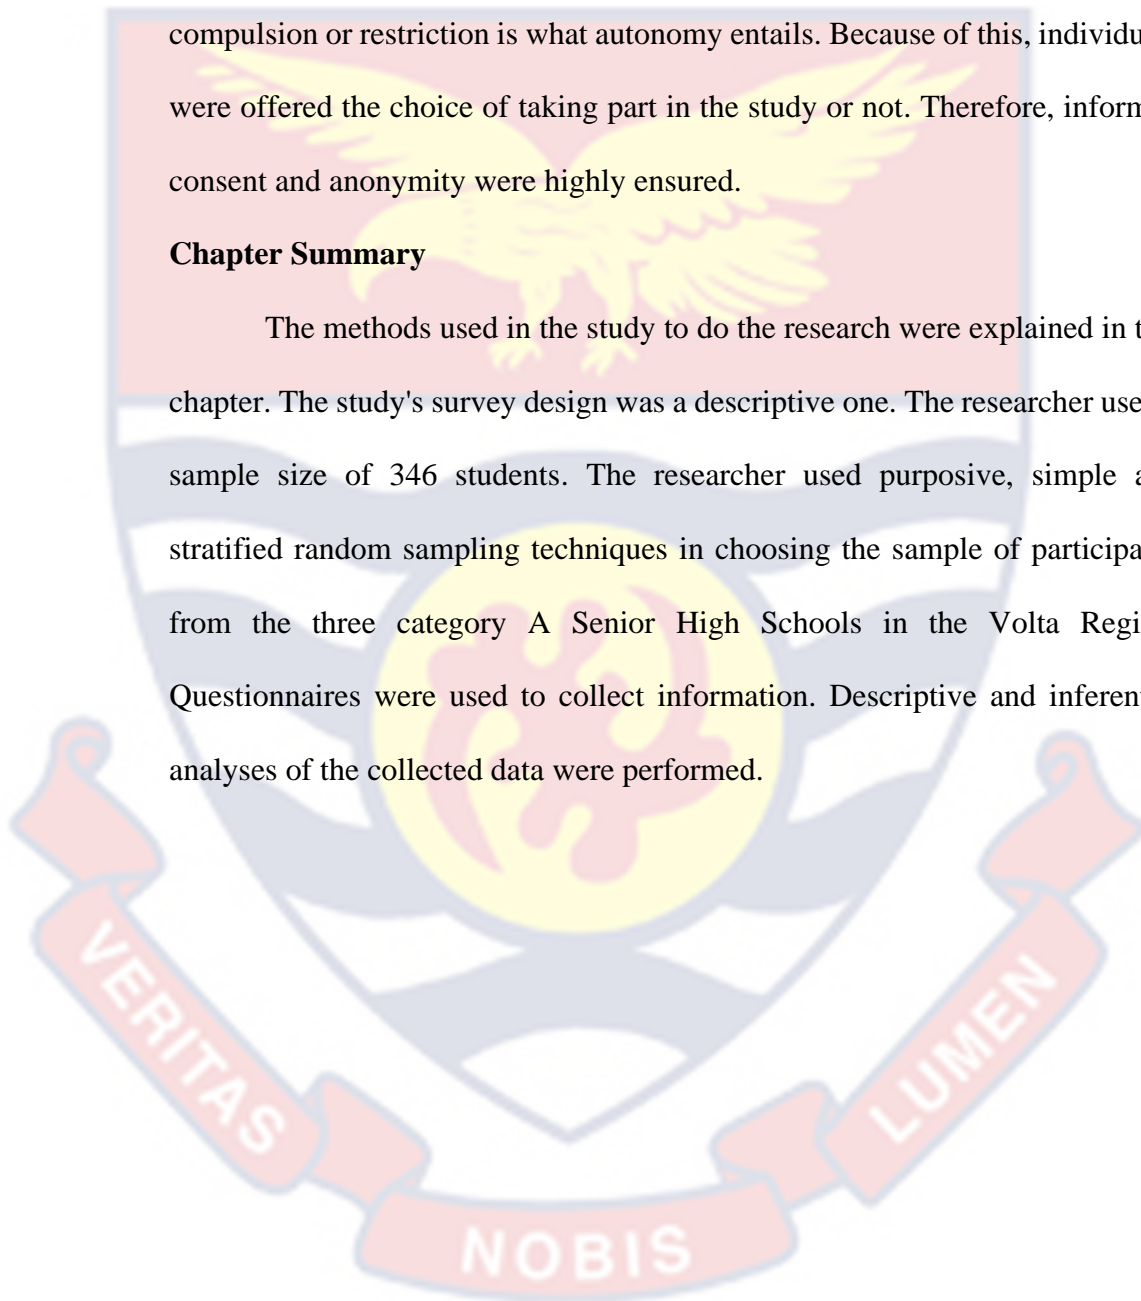 compulsion or restriction is what autonomy entails. Because of this, individu
were offered the choice of taking part in the study or not. Therefore, inform
consent and anonymity were highly ensured.
Chapter Summary
The methods used in the study to do the research were explained in t
chapter. The study's survey design was a descriptive one. The researcher use
sample size of 346 students. The researcher used purposive, simple a
stratified random sampling techniques in choosing the sample of participa
from the three category A Senior High Schools in the Volta Regi
Questionnaires were used to collect information. Descriptive and inferent
analyses of the collected data were performed.
VERITAS
NOBIS
LUMEN